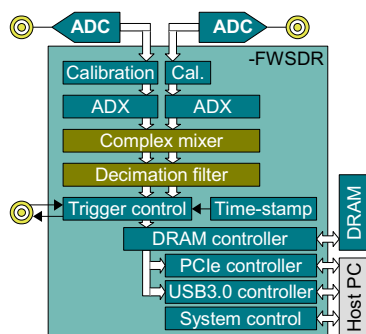 ADC
ADC
-FWSDR
Calibration
Cal.
ADX
ADX
Complex mixer
Decimation filter
Trigger control
Time-stamp
DRAM controller
DRAM
PCIe controller
USB3.0 controller
System control
Host PC